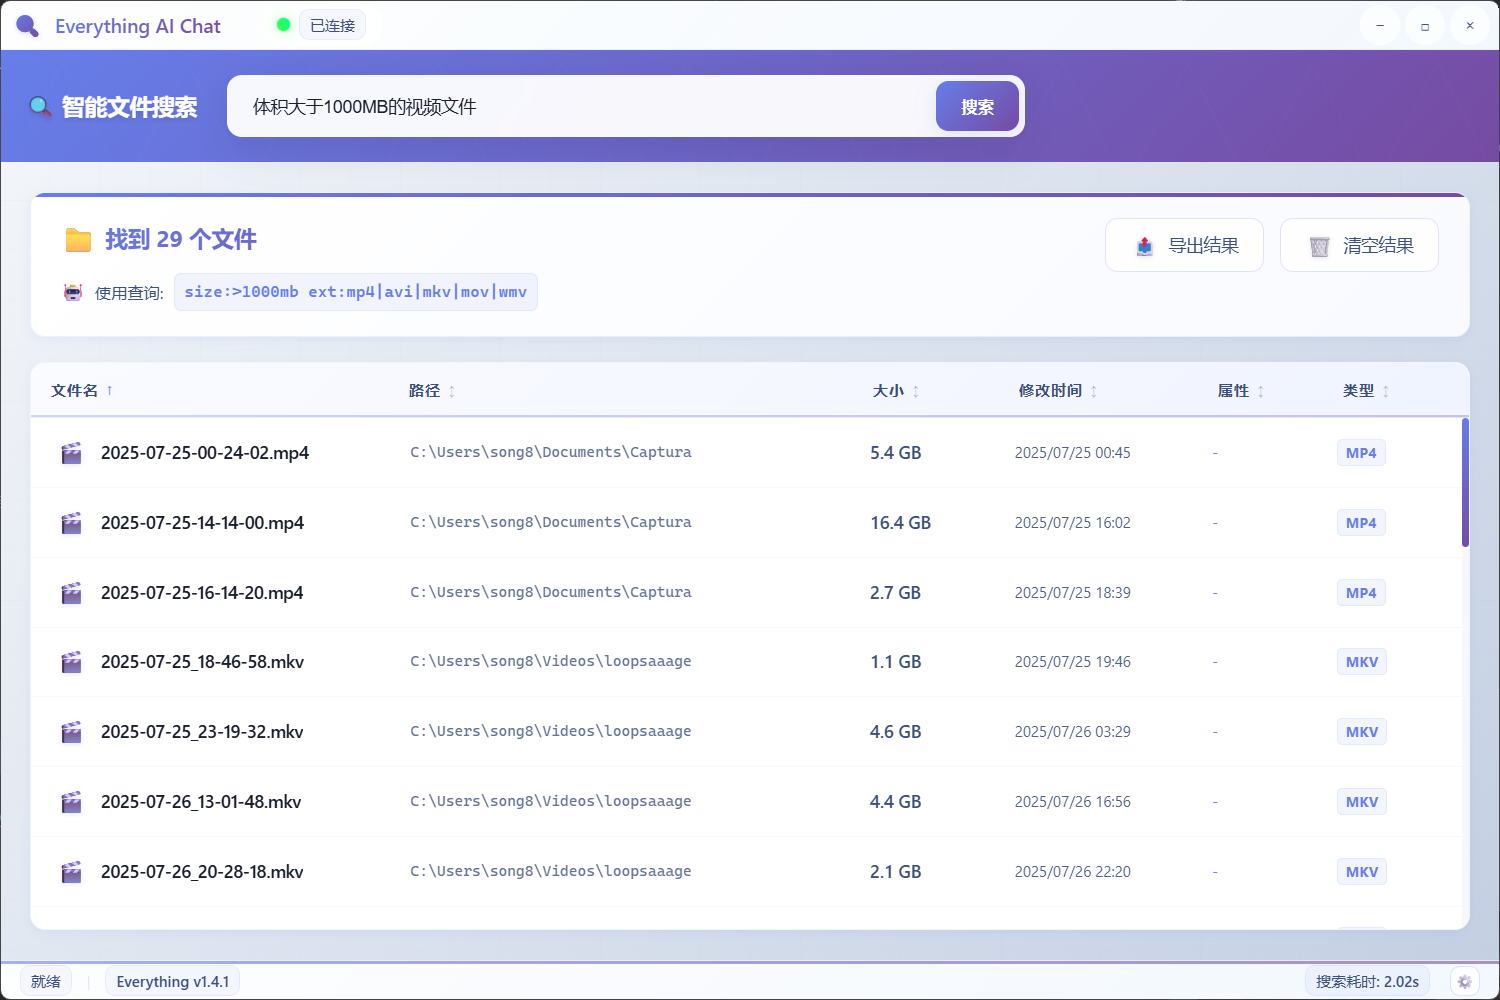 Everything AI Chat 已连接
智能文件搜索 体积大于1000MB的视频文件 搜索
找到 29 个文件 导出结果 清空结果
使用查询: size:>1000mb ext:mp4|avi|mkv|mov|wmv
文件名 ↑ 路径 ↕ 大小 ↕ 修改时间 ↕ 属性 ↕ 类型 ↕
2025-07-25-00-24-02.mp4 C:\Users\song8\Documents\Captura 5.4 GB 2025/07/25 00:45 - MP4
2025-07-25-14-14-00.mp4 C:\Users\song8\Documents\Captura 16.4 GB 2025/07/25 16:02 - MP4
2025-07-25-16-14-20.mp4 C:\Users\song8\Documents\Captura 2.7 GB 2025/07/25 18:39 - MP4
2025-07-25_18-46-58.mkv C:\Users\song8\Videos\loopsaaage 1.1 GB 2025/07/25 19:46 - MKV
2025-07-25_23-19-32.mkv C:\Users\song8\Videos\loopsaaage 4.6 GB 2025/07/26 03:29 - MKV
2025-07-26_13-01-48.mkv C:\Users\song8\Videos\loopsaaage 4.4 GB 2025/07/26 16:56 - MKV
2025-07-26_20-28-18.mkv C:\Users\song8\Videos\loopsaaage 2.1 GB 2025/07/26 22:20 - MKV
就绪 | Everything v1.4.1 搜索耗时: 2.02s